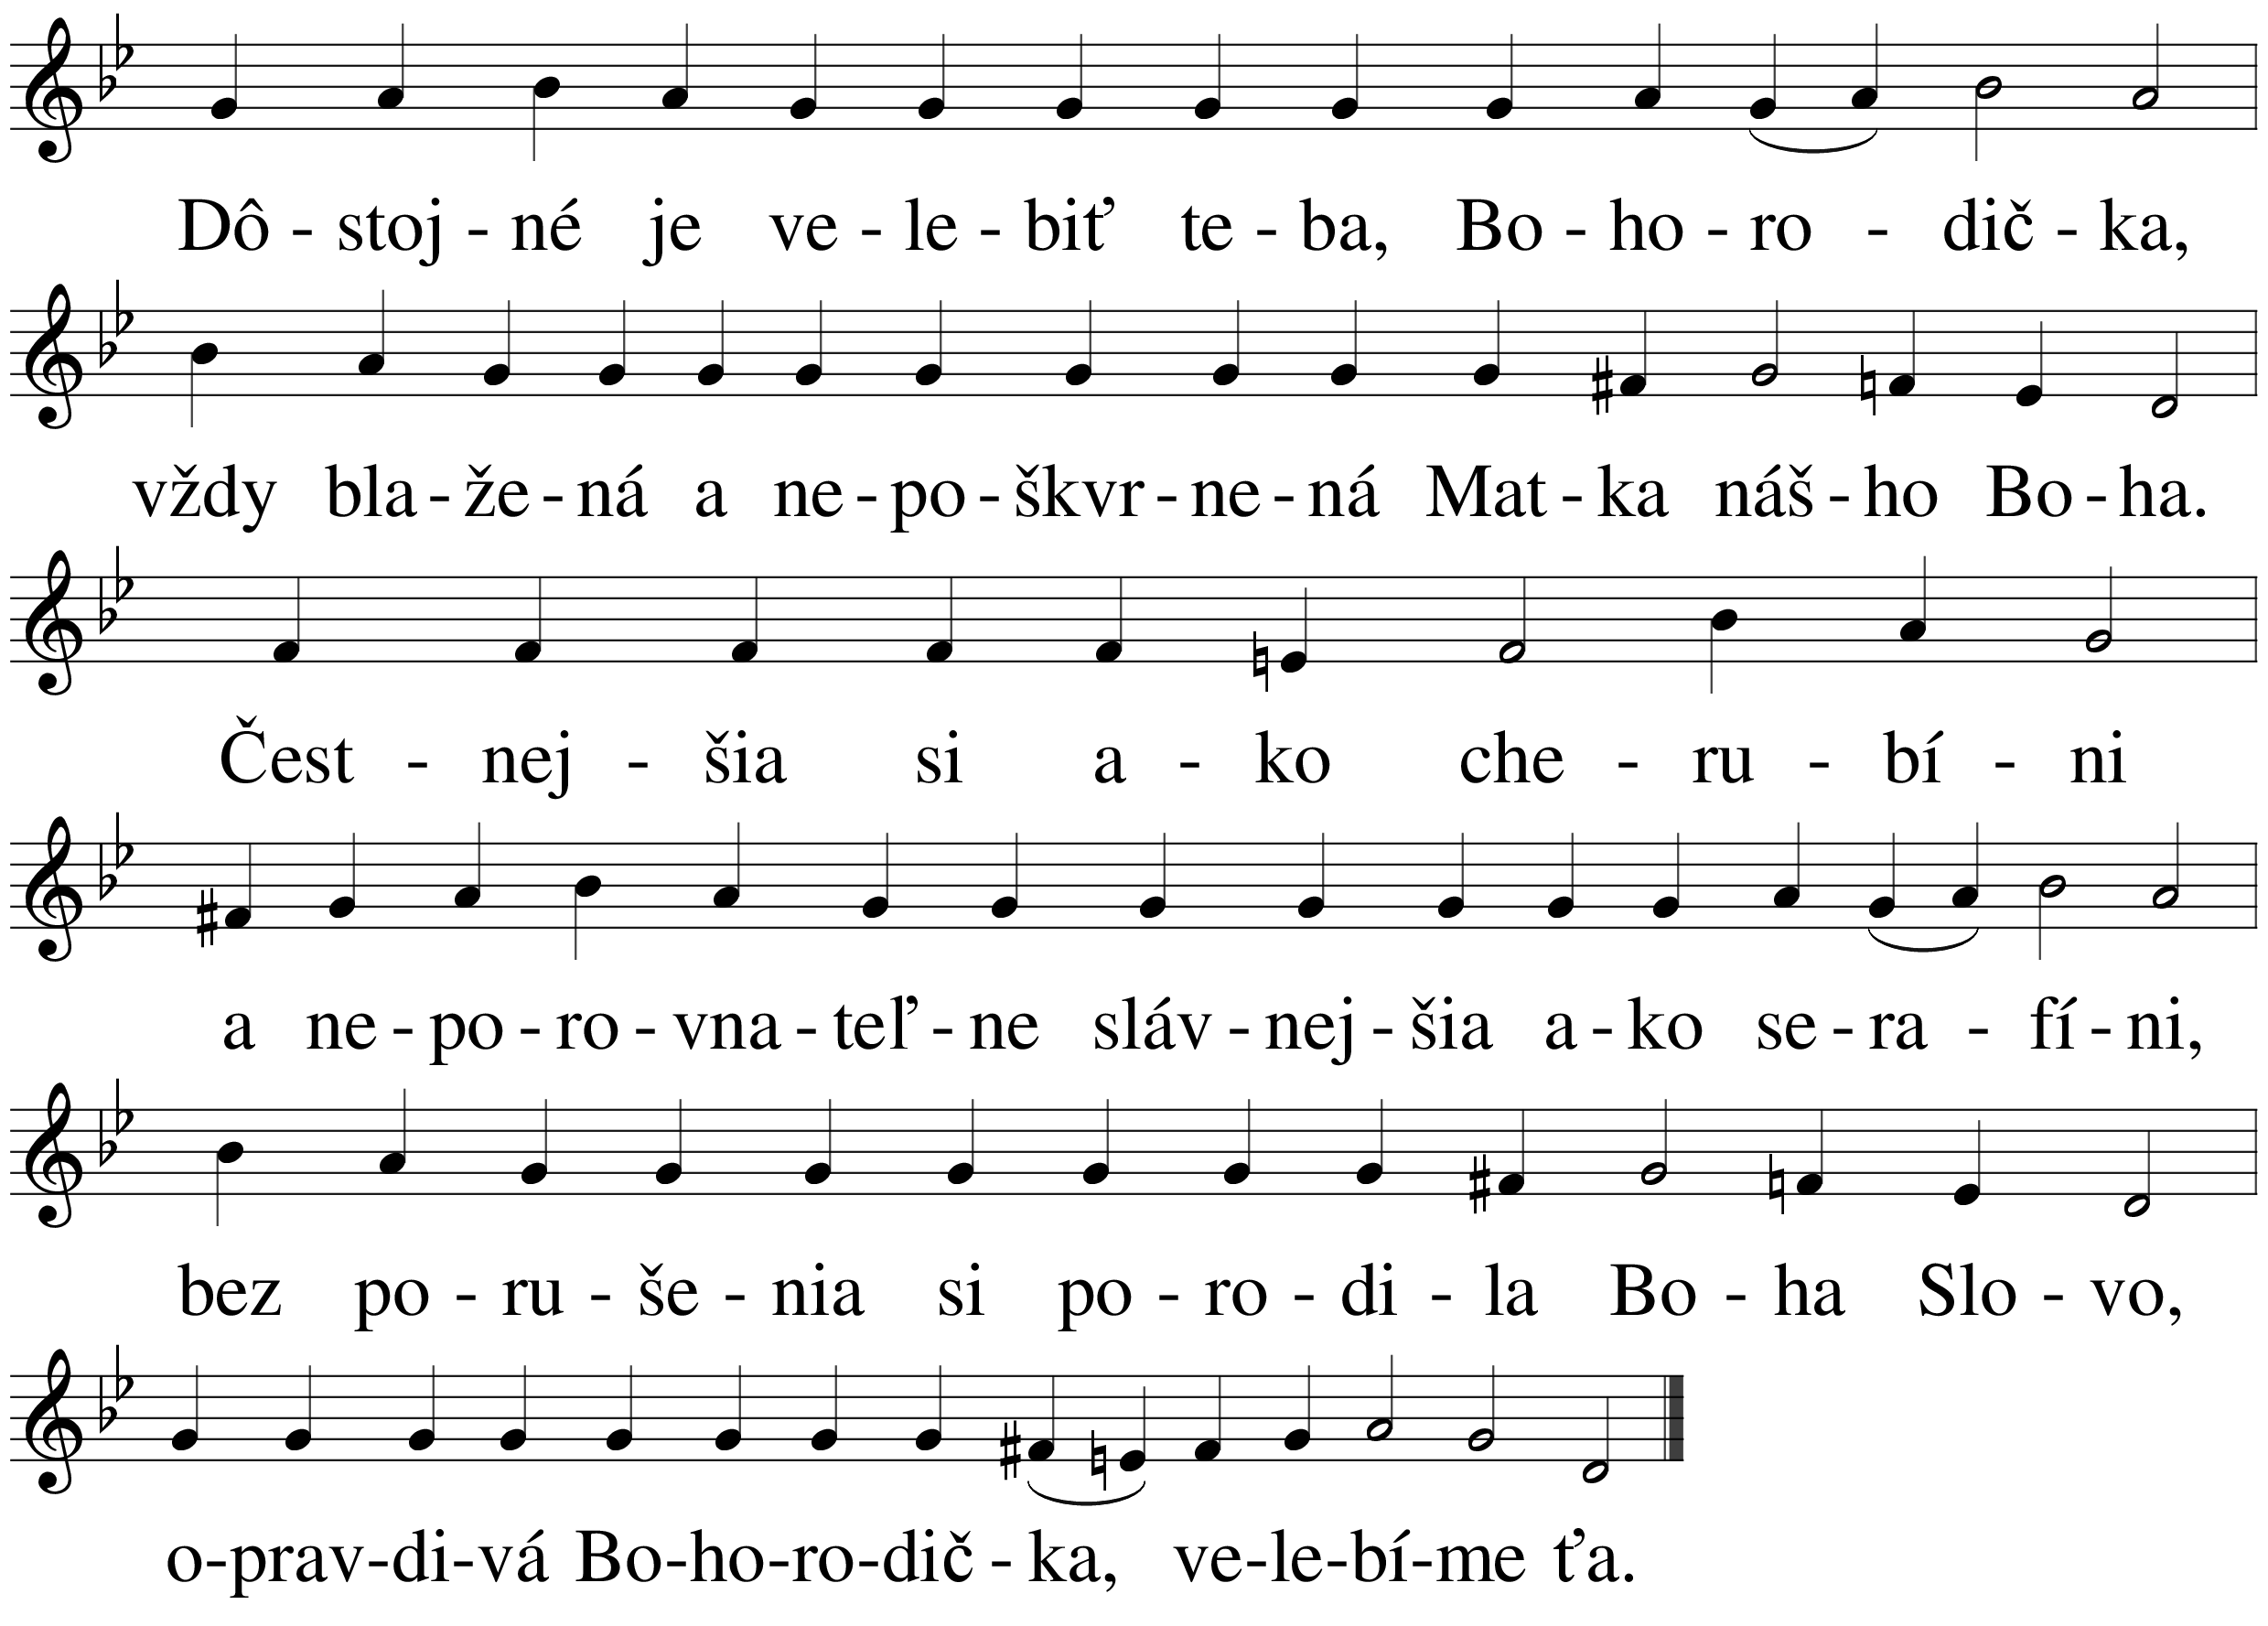 Dô - stoj - né je ve - le - biť te - ba, Bo - ho - ro - dič - ka,
vždy bla - že - ná a ne - po - škvr - ne - ná Mat - ka náš - ho Bo - ha.
Čest - nej - šia si a - ko che - ru - bí - ni
a ne - po - ro - vna - teľ - ne sláv - nej - šia a - ko se - ra - fí - ni,
bez po - ru - še - nia si po - ro - di - la Bo - ha Slo - vo,
o-prav-di-vá Bo-ho-ro-dič - ka, ve-le-bí-me ťa.